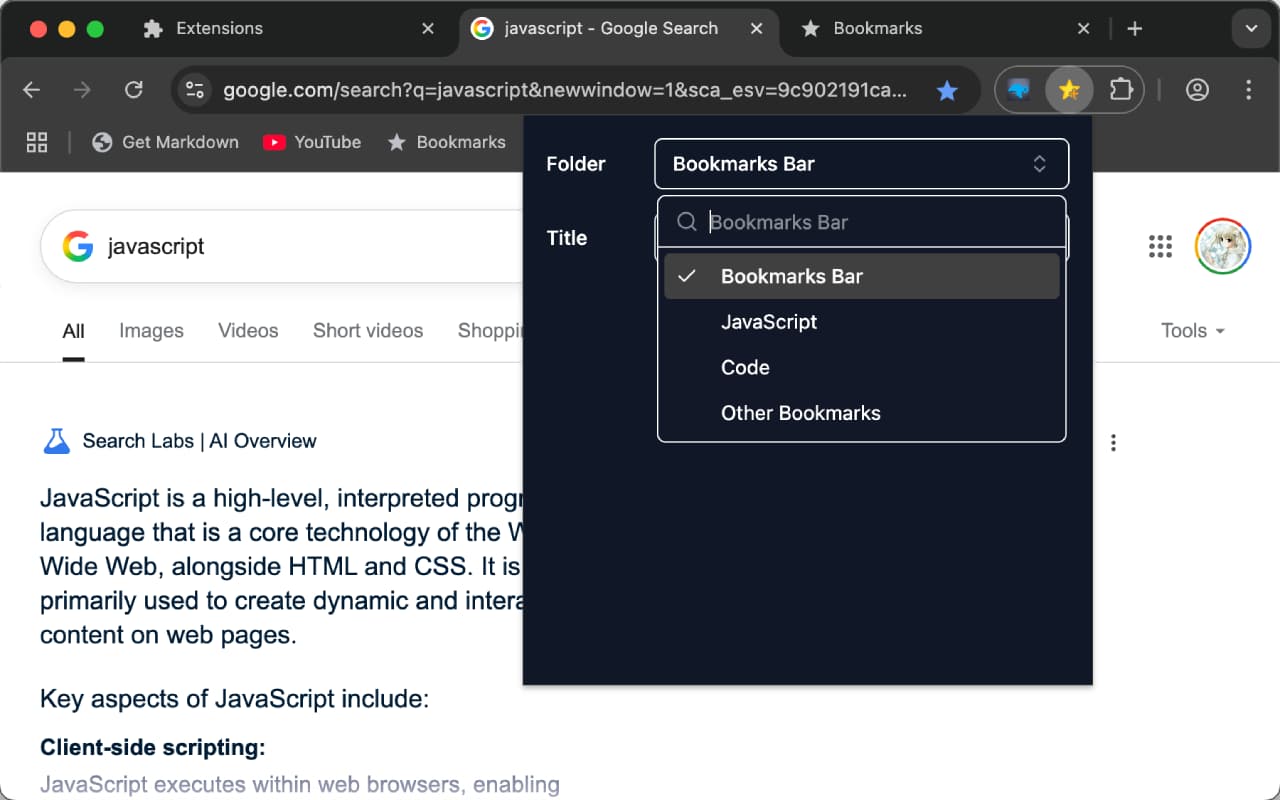 Extensions
javascript - Google Search
Bookmarks
google.com/search?q=javascript&newwindow=1&sca_esv=9c902191ca...
Get Markdown
YouTube
Bookmarks
Folder
Bookmarks Bar
Bookmarks Bar
Title
Bookmarks Bar
JavaScript
Code
Other Bookmarks
javascript
All
Images
Videos
Short videos
Shoppin
Tools
Search Labs | AI Overview
JavaScript is a high-level, interpreted progr
language that is a core technology of the W
Wide Web, alongside HTML and CSS. It is
primarily used to create dynamic and intera
content on web pages.
Key aspects of JavaScript include:
Client-side scripting:
JavaScript executes within web browsers, enabling